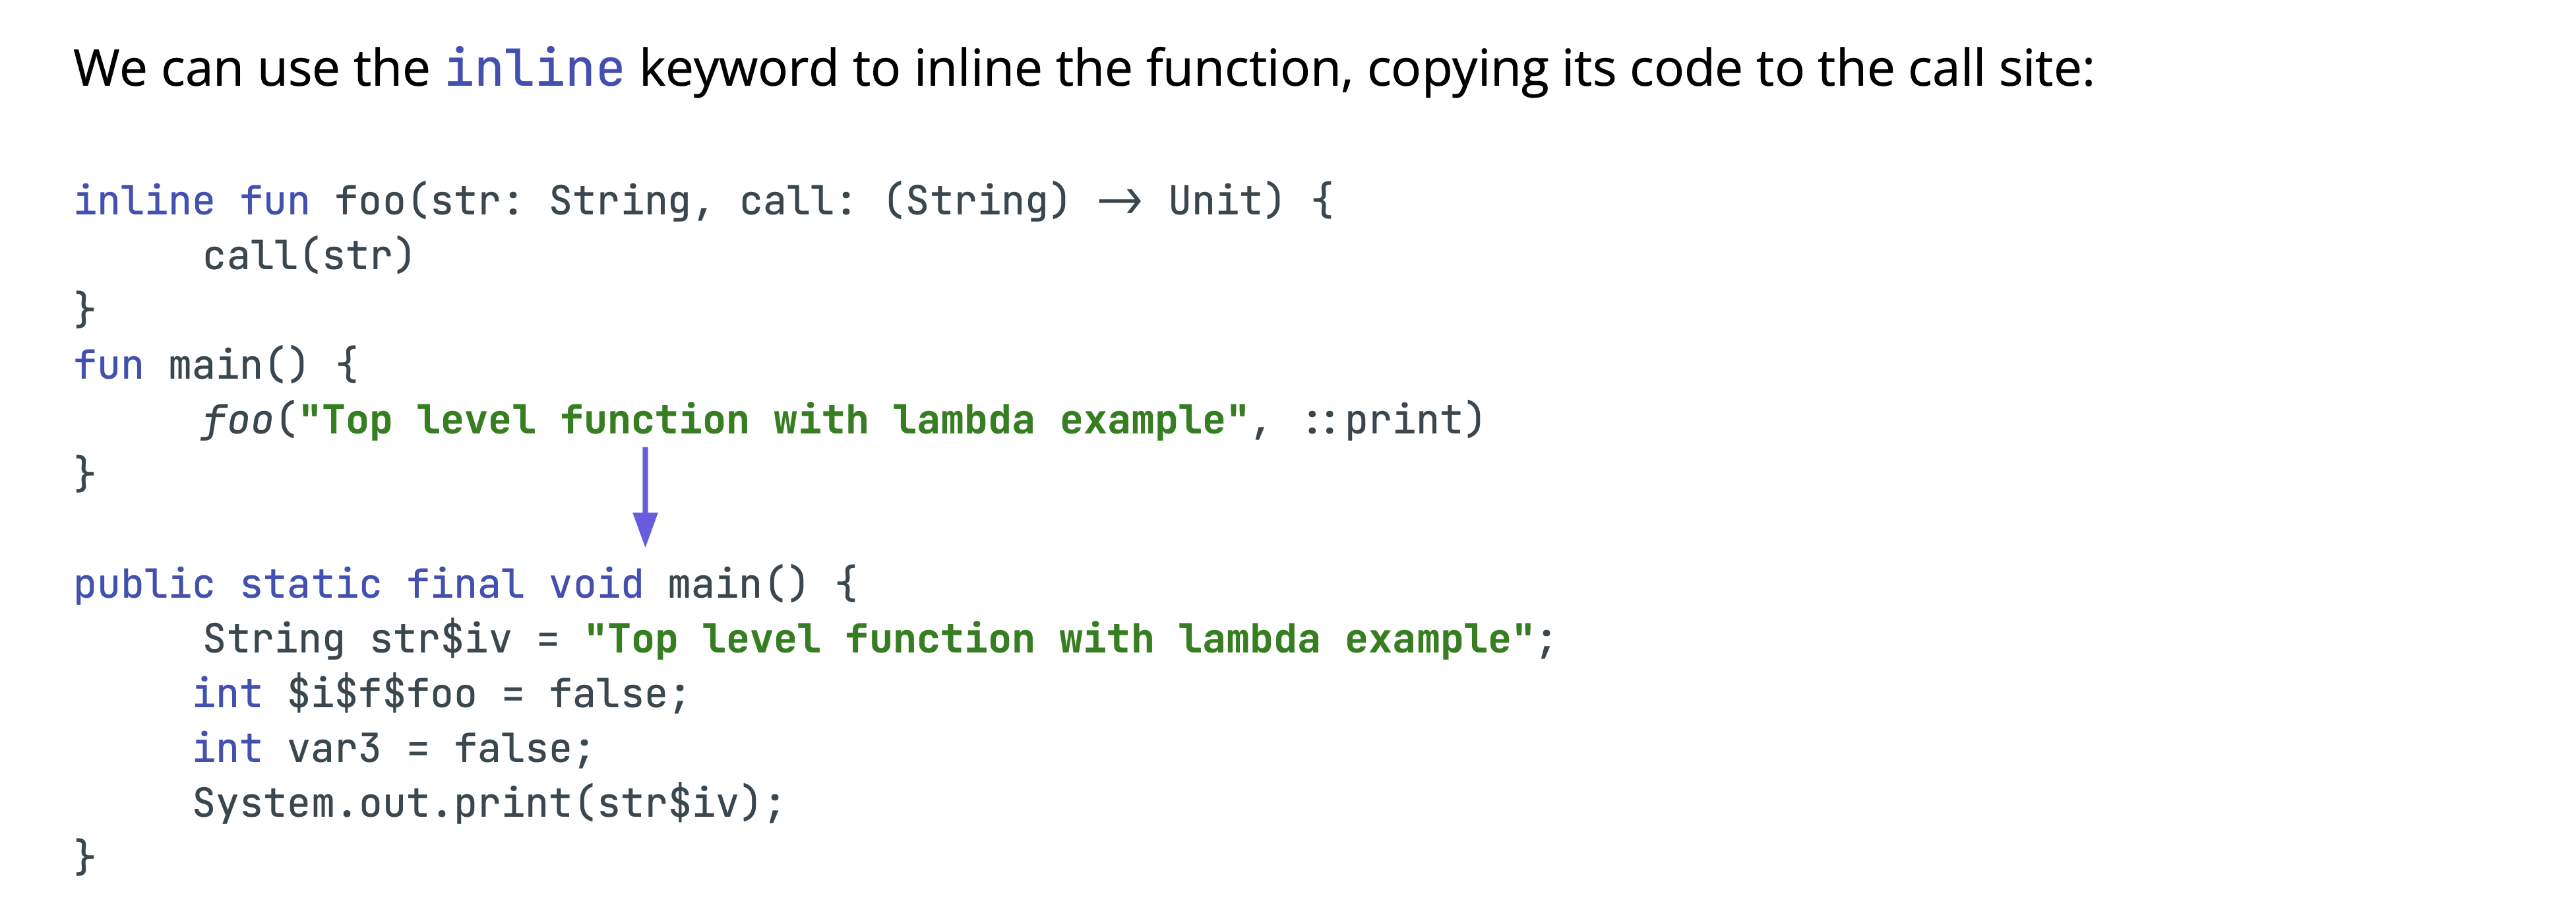 We can use the inline keyword to inline the function, copying its code to the call site:
inline fun foo(str: String, call: (String) → Unit) {
call(str)
}
fun main() {
foo("Top level function with lambda example", ::print)
}
public static final void main() {
String str$iv = "Top level function with lambda example";
int $i$f$foo = false;
int var3 = false;
System.out.print(str$iv);
}